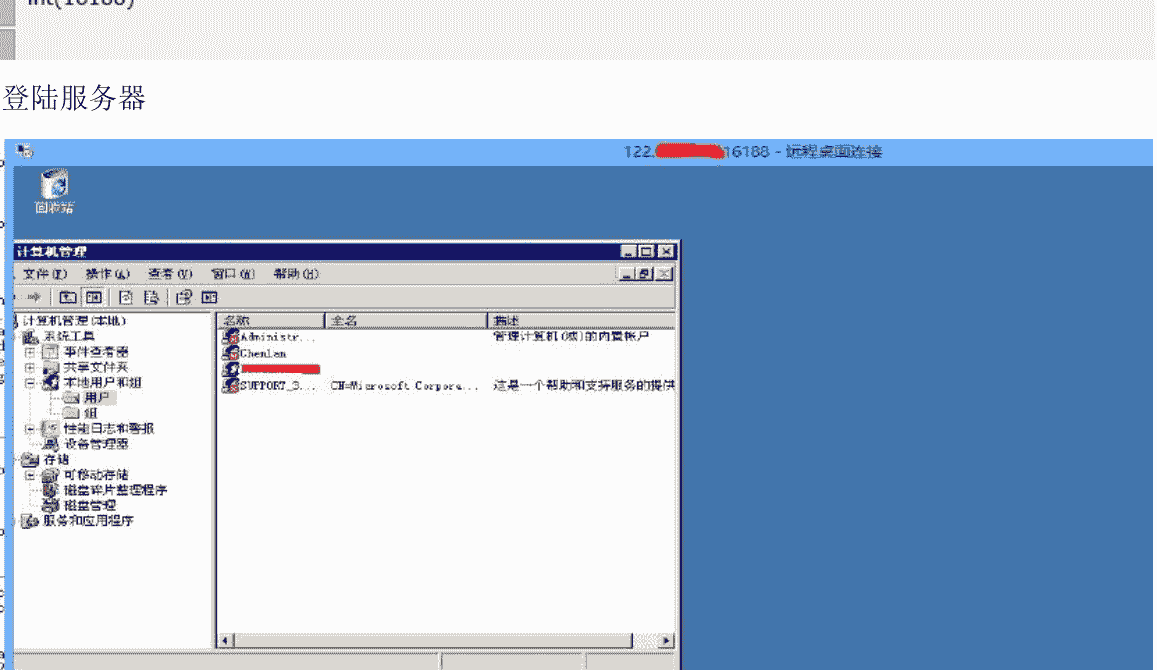 int(16188)
登陆服务器
122. 16188 - 远程桌面连接
回收站
计算机管理
文件(F) 操作(A) 查看(V) 窗口(W) 帮助(H)
计算机管理(本地)
系统工具
事件查看器
共享文件夹
本地用户和组
用户
组
性能日志和警报
设备管理器
存储
可移动存储
磁盘碎片整理程序
磁盘管理
服务和应用程序
名称 全名 描述
Administr... 管理计算机(域)的内置帐户
ChenLan
SUPPORT_3... CN=Microsoft Corpora... 这是一个帮助和支持服务的提供